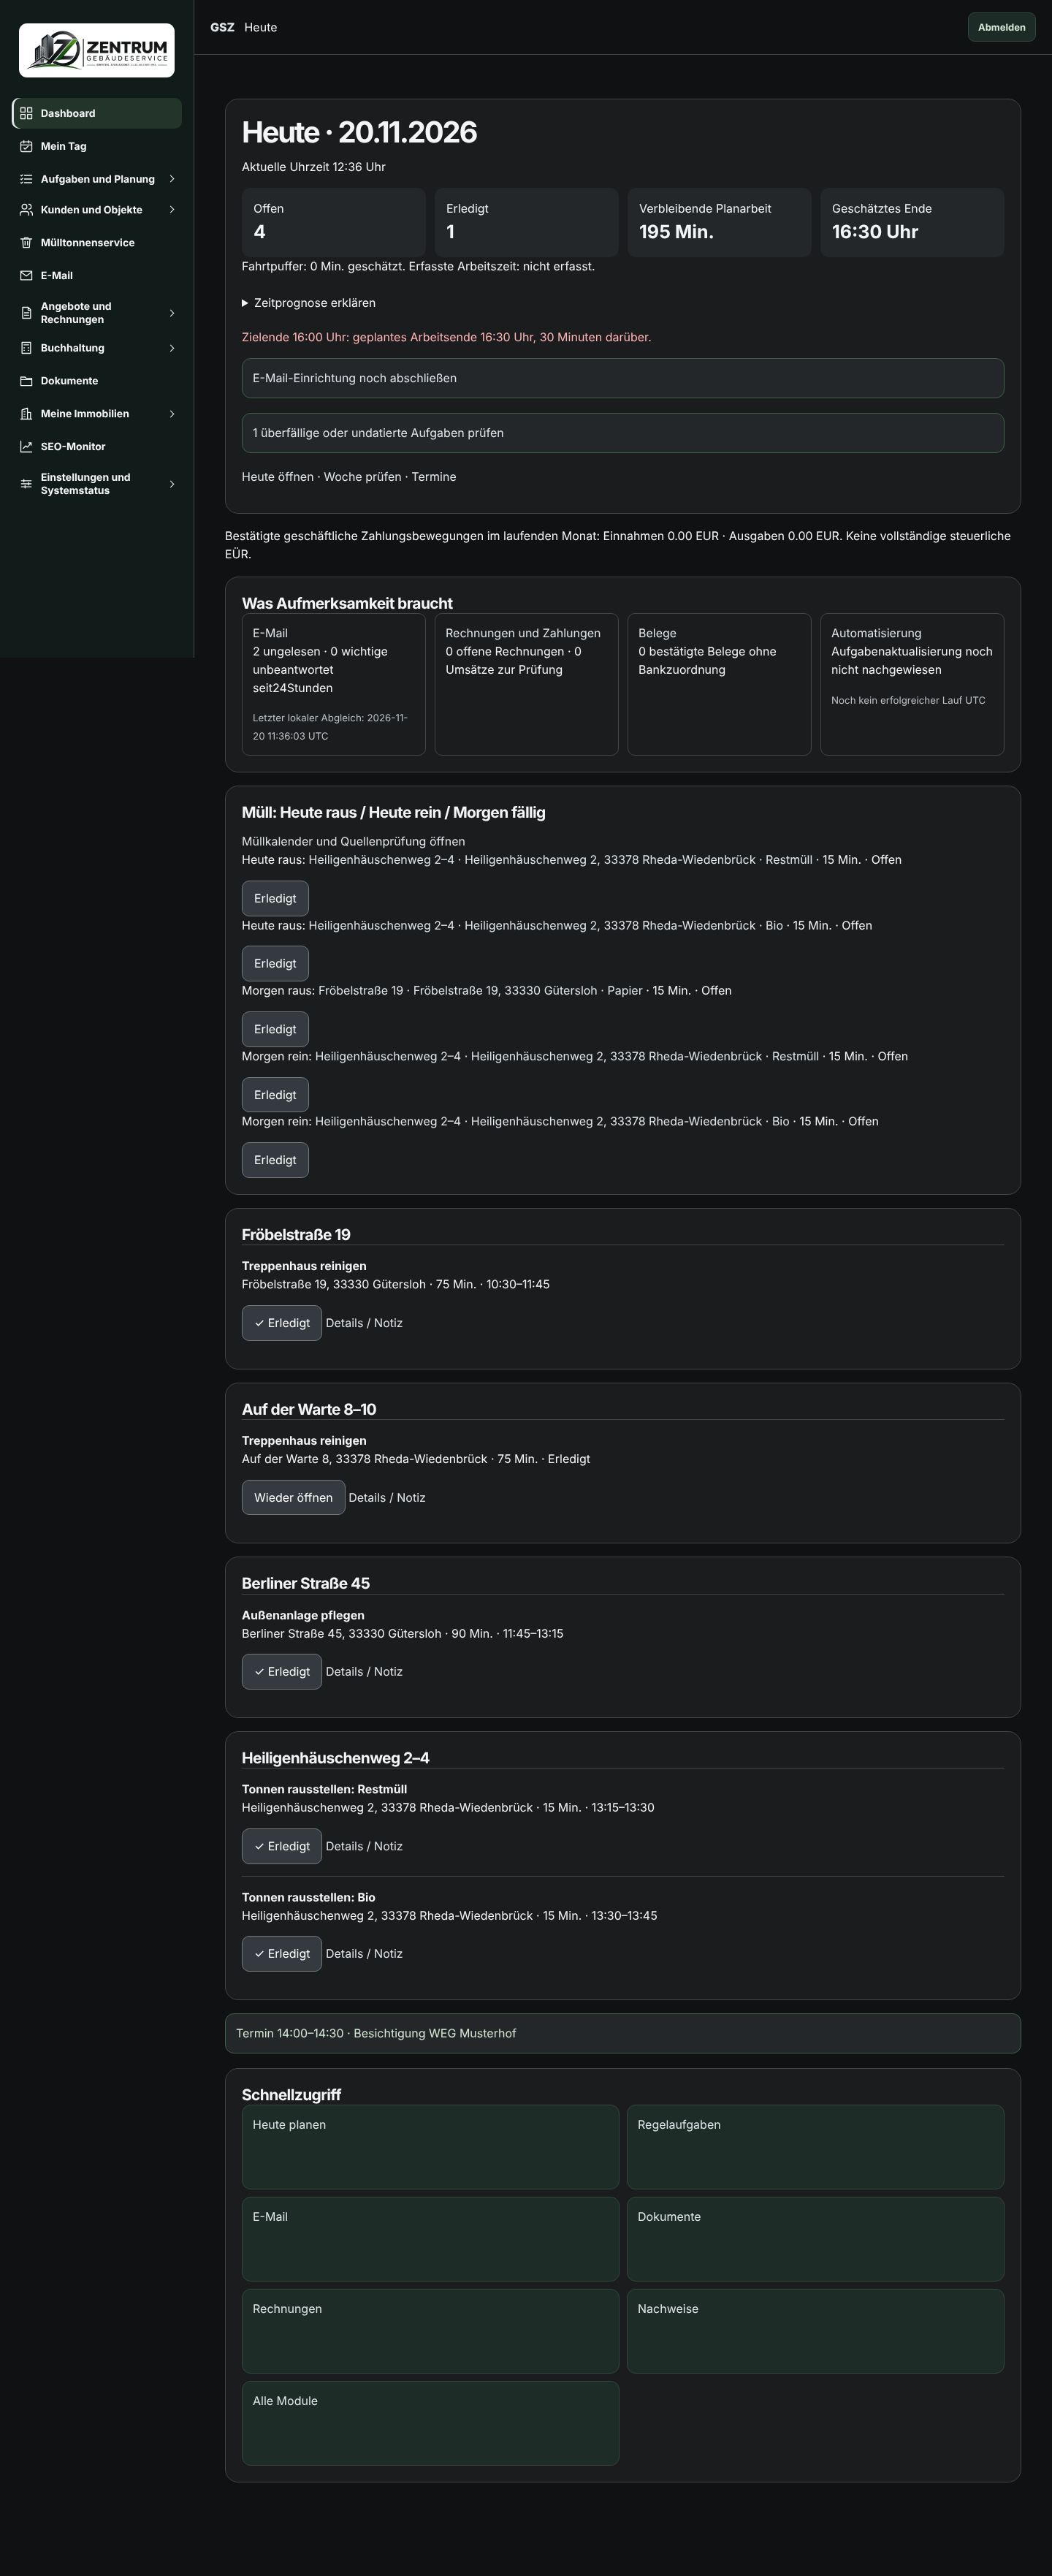 ZENTRUM
GEBÄUDESERVICE
Dashboard
Mein Tag
Aufgaben und Planung
Kunden und Objekte
Mülltonnenservice
E-Mail
Angebote und
Rechnungen
Buchhaltung
Dokumente
Meine Immobilien
SEO-Monitor
Einstellungen und
Systemstatus
GSZ Heute
Abmelden
Heute · 20.11.2026
Aktuelle Uhrzeit 12:36 Uhr
Offen
4
Erledigt
1
Verbleibende Planarbeit
195 Min.
Geschätztes Ende
16:30 Uhr
Fahrtpuffer: 0 Min. geschätzt. Erfasste Arbeitszeit: nicht erfasst.
▶ Zeitprognose erklären
Zielende 16:00 Uhr: geplantes Arbeitsende 16:30 Uhr, 30 Minuten darüber.
E-Mail-Einrichtung noch abschließen
1 überfällige oder undatierte Aufgaben prüfen
Heute öffnen · Woche prüfen · Termine
Bestätigte geschäftliche Zahlungsbewegungen im laufenden Monat: Einnahmen 0.00 EUR · Ausgaben 0.00 EUR. Keine vollständige steuerliche
EÜR.
Was Aufmerksamkeit braucht
E-Mail
2 ungelesen · 0 wichtige
unbeantwortet
seit24Stunden
Letzter lokaler Abgleich: 2026-11-
20 11:36:03 UTC
Rechnungen und Zahlungen
0 offene Rechnungen · 0
Umsätze zur Prüfung
Belege
0 bestätigte Belege ohne
Bankzuordnung
Automatisierung
Aufgabenaktualisierung noch
nicht nachgewiesen
Noch kein erfolgreicher Lauf UTC
Müll: Heute raus / Heute rein / Morgen fällig
Müllkalender und Quellenprüfung öffnen
Heute raus: Heiligenhäuschenweg 2–4 · Heiligenhäuschenweg 2, 33378 Rheda-Wiedenbrück · Restmüll · 15 Min. · Offen
Erledigt
Heute raus: Heiligenhäuschenweg 2–4 · Heiligenhäuschenweg 2, 33378 Rheda-Wiedenbrück · Bio · 15 Min. · Offen
Erledigt
Morgen raus: Fröbelstraße 19 · Fröbelstraße 19, 33330 Gütersloh · Papier · 15 Min. · Offen
Erledigt
Morgen rein: Heiligenhäuschenweg 2–4 · Heiligenhäuschenweg 2, 33378 Rheda-Wiedenbrück · Restmüll · 15 Min. · Offen
Erledigt
Morgen rein: Heiligenhäuschenweg 2–4 · Heiligenhäuschenweg 2, 33378 Rheda-Wiedenbrück · Bio · 15 Min. · Offen
Erledigt
Fröbelstraße 19
Treppenhaus reinigen
Fröbelstraße 19, 33330 Gütersloh · 75 Min. · 10:30–11:45
✓ Erledigt Details / Notiz
Auf der Warte 8–10
Treppenhaus reinigen
Auf der Warte 8, 33378 Rheda-Wiedenbrück · 75 Min. · Erledigt
Wieder öffnen Details / Notiz
Berliner Straße 45
Außenanlage pflegen
Berliner Straße 45, 33330 Gütersloh · 90 Min. · 11:45–13:15
✓ Erledigt Details / Notiz
Heiligenhäuschenweg 2–4
Tonnen rausstellen: Restmüll
Heiligenhäuschenweg 2, 33378 Rheda-Wiedenbrück · 15 Min. · 13:15–13:30
✓ Erledigt Details / Notiz
Tonnen rausstellen: Bio
Heiligenhäuschenweg 2, 33378 Rheda-Wiedenbrück · 15 Min. · 13:30–13:45
✓ Erledigt Details / Notiz
Termin 14:00–14:30 · Besichtigung WEG Musterhof
Schnellzugriff
Heute planen
Regelaufgaben
E-Mail
Dokumente
Rechnungen
Nachweise
Alle Module